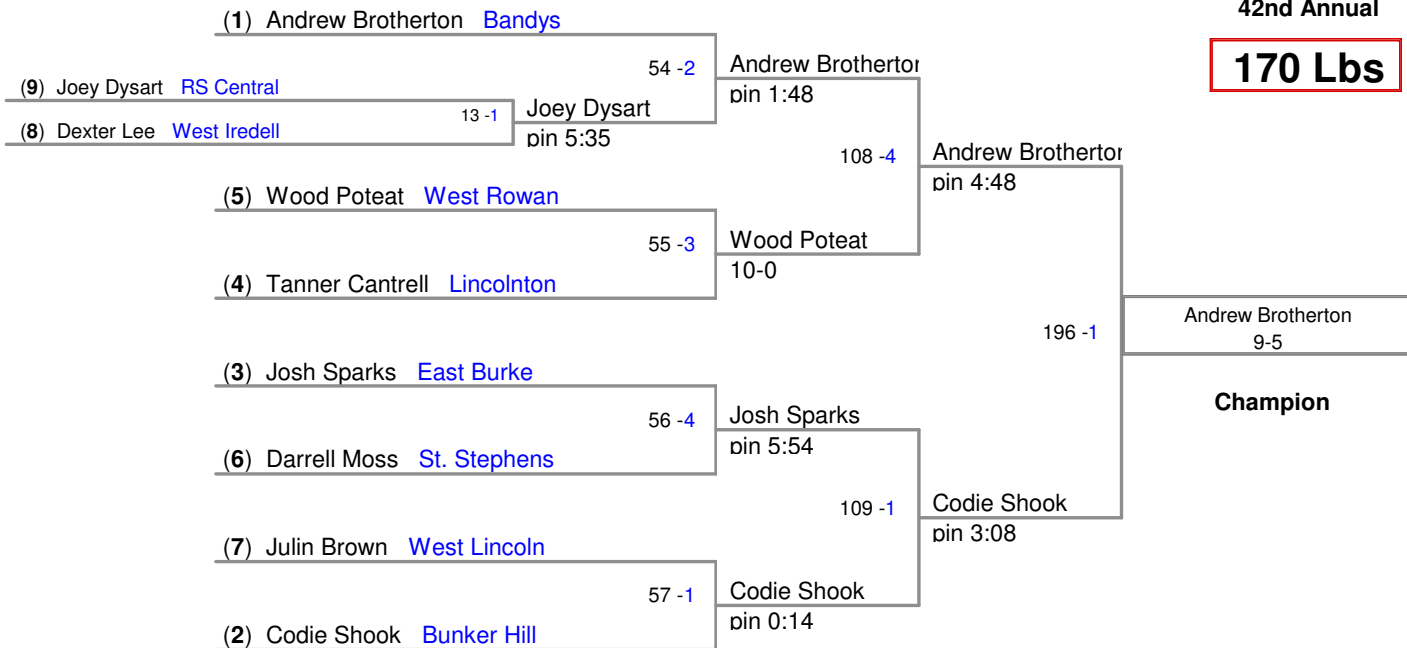 42nd Annual
170 Lbs
(1) Andrew Brotherton Bandys
54 -2
Andrew Brotherton
pin 1:48
(9) Joey Dysart RS Central
13 -1
Joey Dysart
pin 5:35
(8) Dexter Lee West Iredell
108 -4
Andrew Brotherton
pin 4:48
(5) Wood Poteat West Rowan
55 -3
Wood Poteat
10-0
(4) Tanner Cantrell Lincolnton
196 -1
Andrew Brotherton
9-5
Champion
(3) Josh Sparks East Burke
56 -4
Josh Sparks
pin 5:54
(6) Darrell Moss St. Stephens
109 -1
Codie Shook
pin 3:08
(7) Julin Brown West Lincoln
57 -1
Codie Shook
pin 0:14
(2) Codie Shook Bunker Hill